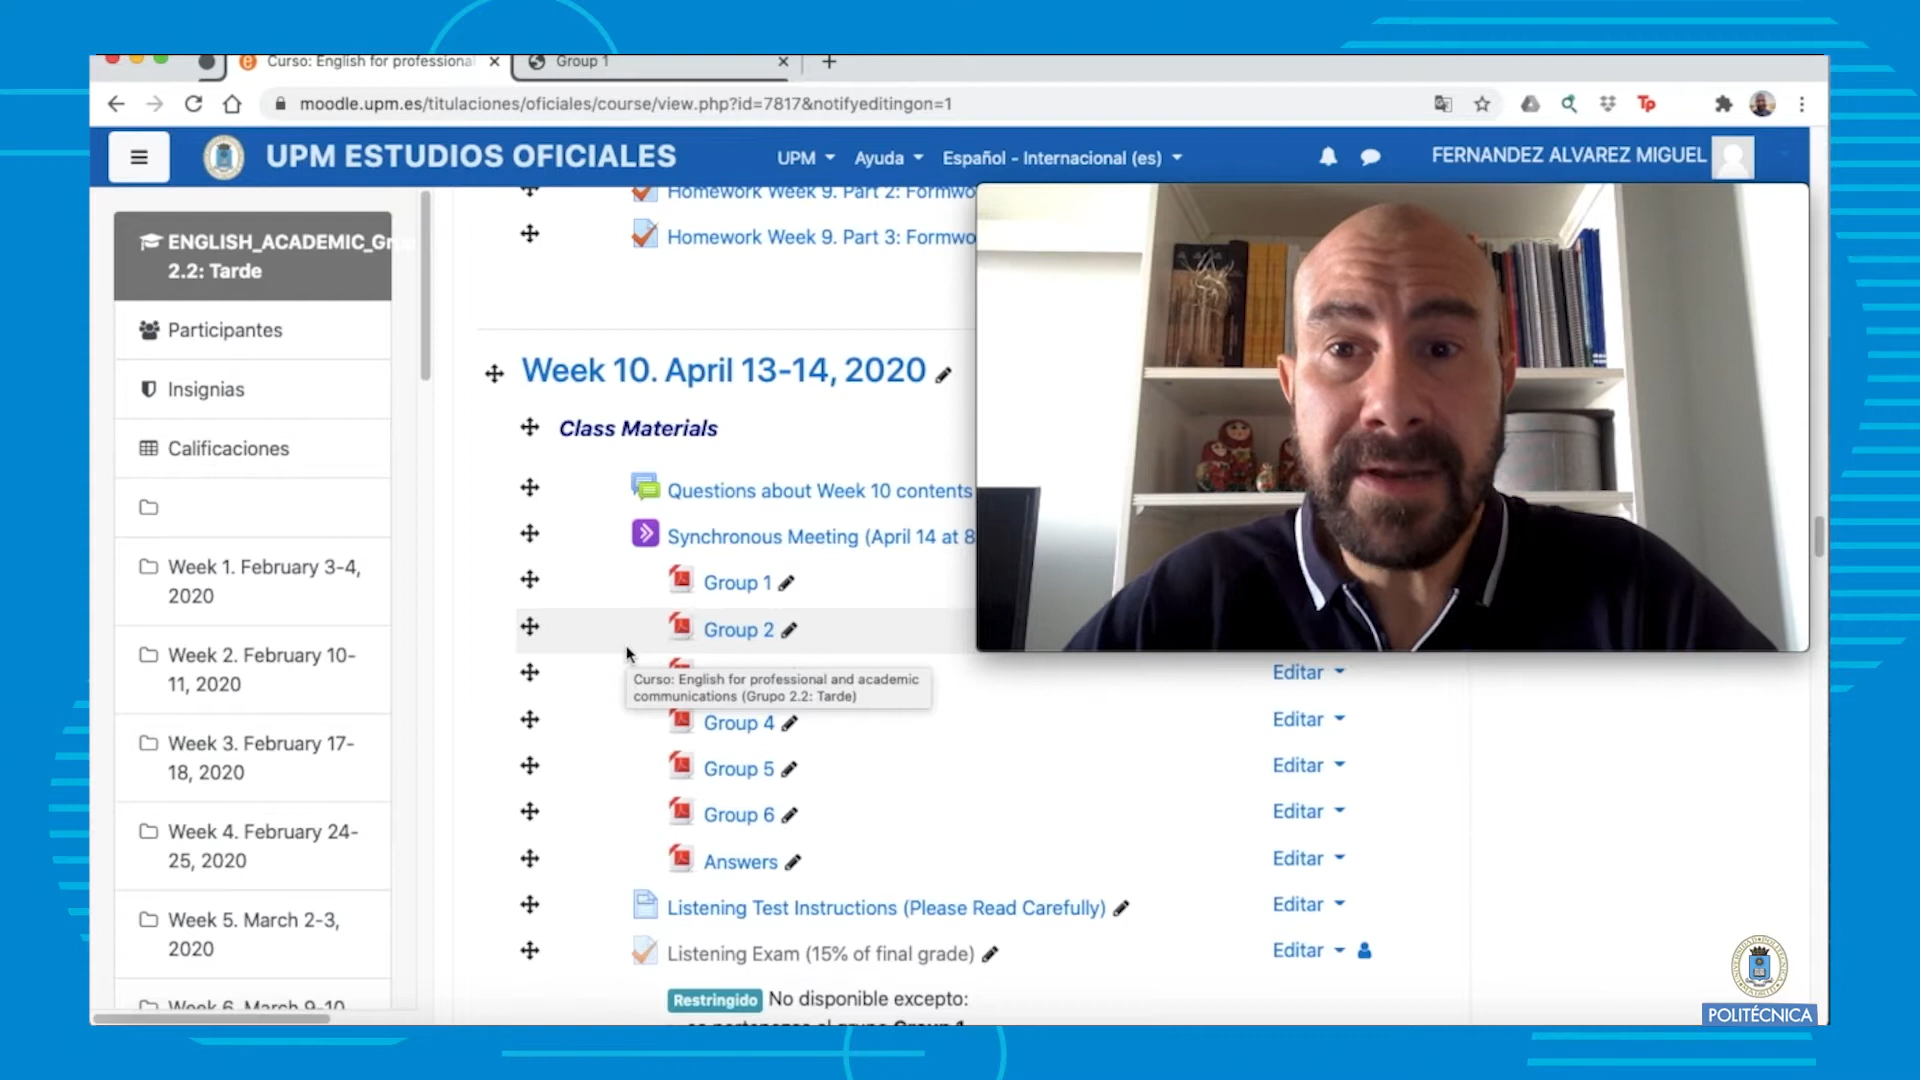 Curso: English for professional
Group 1
moodle.upm.es/titulaciones/oficiales/course/view.php?id=7817&notifyeditingon=1
Tp
UPM ESTUDIOS OFICIALES
UPM
Ayuda
Español - Internacional (es)
FERNANDEZ ALVAREZ MIGUEL
ENGLISH_ACADEMIC_Gr
2.2: Tarde
Participantes
Insignias
Calificaciones
Week 1. February 3-4,
2020
Week 2. February 10-
11, 2020
Week 3. February 17-
18, 2020
Week 4. February 24-
25, 2020
Week 5. March 2-3,
2020
Week 6. March 9-10
Homework Week 9. Part 2: Formwo
Homework Week 9. Part 3: Formwo
Week 10. April 13-14, 2020
Class Materials
Questions about Week 10 contents
Synchronous Meeting (April 14 at 8
Group 1
Group 2
Curso: English for professional and academic
communications (Grupo 2.2: Tarde)
Editar
Group 4
Editar
Group 5
Editar
Group 6
Editar
Answers
Editar
Listening Test Instructions (Please Read Carefully)
Editar
Listening Exam (15% of final grade)
Editar
Restringido No disponible excepto:
POLITÉCNICA